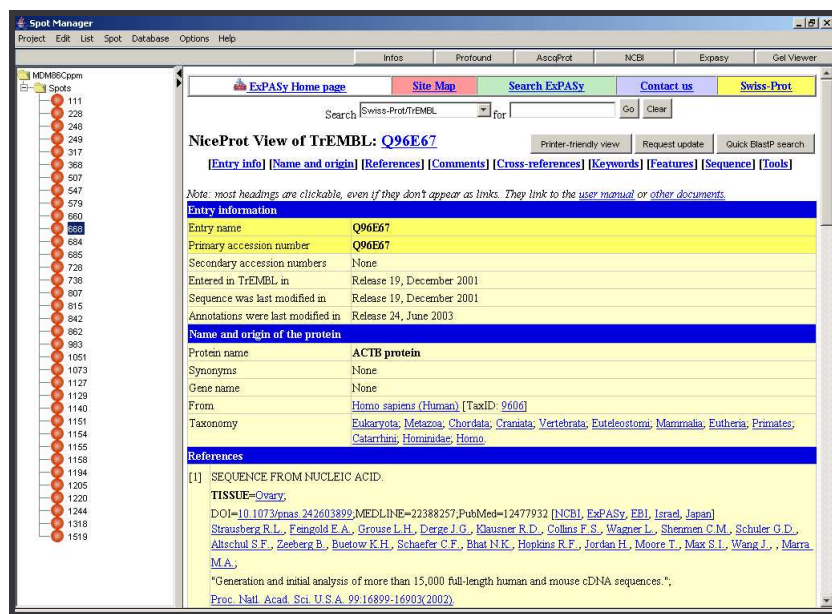 Spot Manager
Project Edit List Spot Database Options Help
Infos Profound AscqProt NCBI Expasy Gel Viewer
MDM86Cppm
Spots
111
228
248
249
317
368
507
547
579
660
668
684
685
728
738
807
815
842
862
983
1051
1073
1127
1129
1140
1151
1154
1155
1158
1194
1205
1220
1244
1318
1519
ExPASy Home page Site Map Search ExPASy Contact us Swiss-Prot
Search Swiss-Prot/TrEMBL for Go Clear
NiceProt View of TrEMBL: Q96E67 Printer-friendly view Request update Quick BlastP search
[Entry info] [Name and origin] [References] [Comments] [Cross-references] [Keywords] [Features] [Sequence] [Tools]
Note: most headings are clickable, even if they don't appear as links. They link to the user manual or other documents.
Entry information
Entry name Q96E67
Primary accession number Q96E67
Secondary accession numbers None
Entered in TrEMBL in Release 19, December 2001
Sequence was last modified in Release 19, December 2001
Annotations were last modified in Release 24, June 2003
Name and origin of the protein
Protein name ACTB protein
Synonyms None
Gene name None
From Homo sapiens (Human) [TaxID: 9606]
Taxonomy Eukaryota; Metazoa; Chordata; Craniata; Vertebrata; Euteleostomi; Mammalia; Eutheria; Primates;
Catarrhini; Hominidae; Homo.
References
[1] SEQUENCE FROM NUCLEIC ACID.
TISSUE=Ovary;
DOI=10.1073/pnas.242603899;MEDLINE=22388257;PubMed=12477932 [NCBI, ExPASy, EBI, Israel, Japan]
Strausberg R.L., Feingold E.A., Grouse L.H., Derge J.G., Klausner R.D., Collins F.S., Wagner L., Shenmen C.M., Schuler G.D.,
Altschul S.F., Zeeberg B., Buetow K.H., Schaefer C.F., Bhat N.K., Hopkins R.F., Jordan H., Moore T., Max S.I., Wang J., , Marra
M.A.;
"Generation and initial analysis of more than 15,000 full-length human and mouse cDNA sequences.";
Proc. Natl. Acad. Sci. U.S.A. 99:16899-16903(2002).